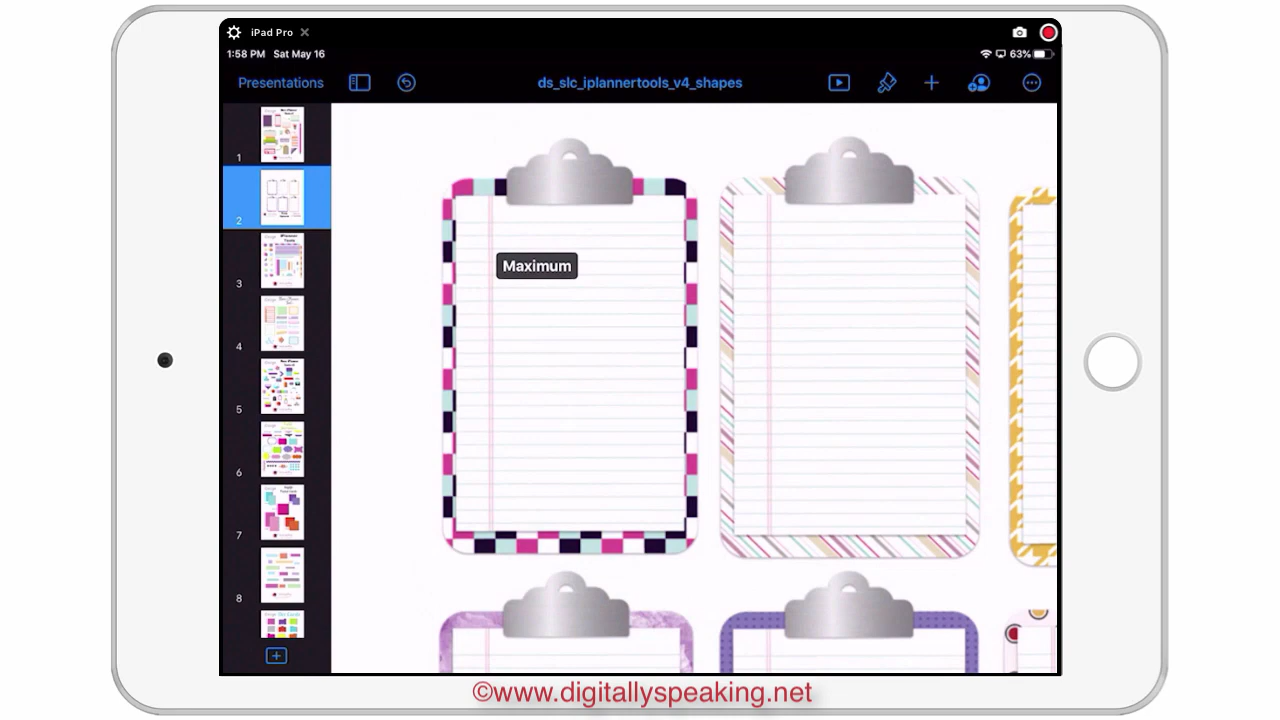 iPad Pro
1:58 PM Sat May 16
63%
Presentations
ds_slc_iplannertools_v4_shapes
1
2
3
4
5
6
7
8
Maximum
©www.digitallyspeaking.net